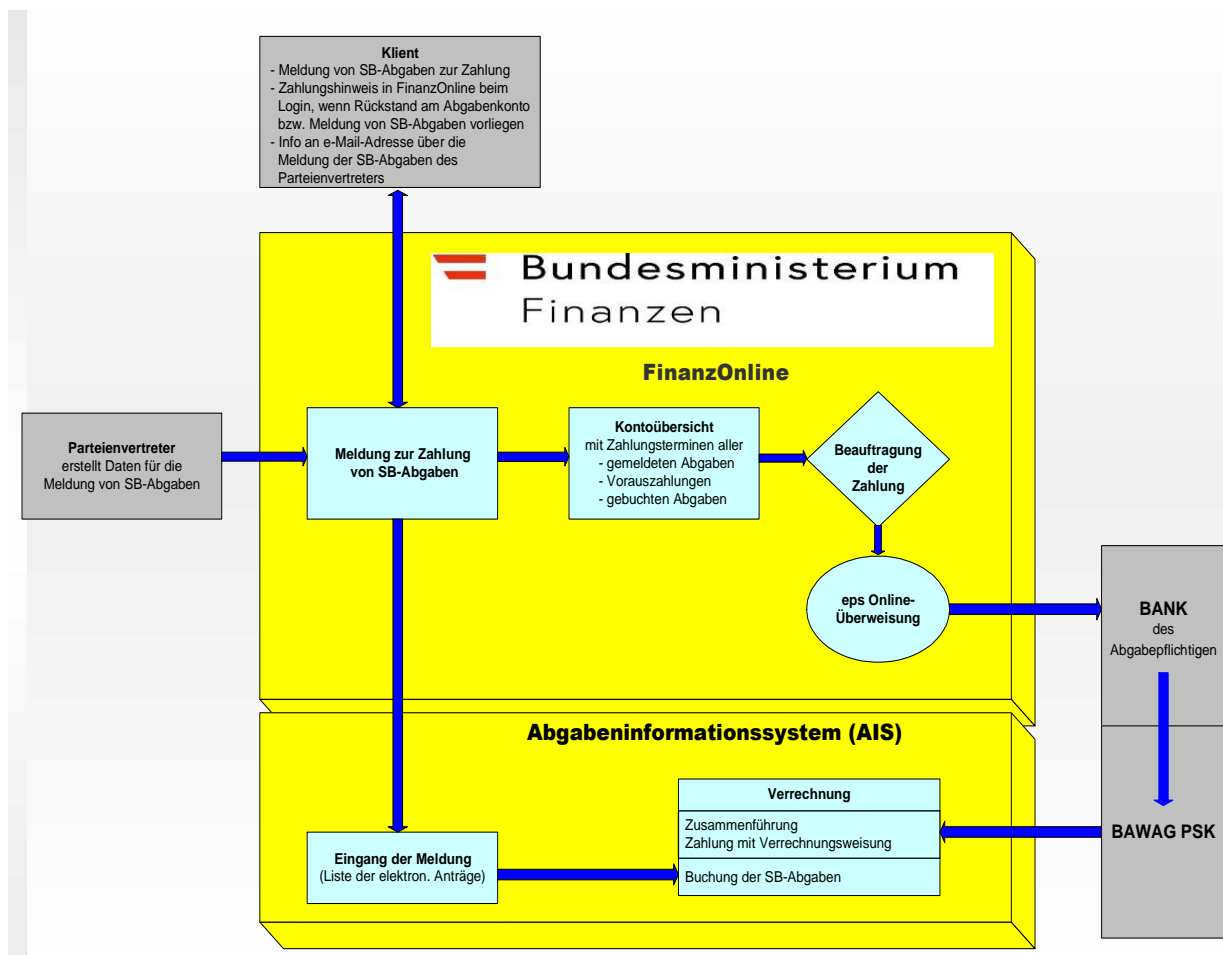 Klient
- Meldung von SB-Abgaben zur Zahlung
- Zahlungshinweis in FinanzOnline beim
Login, wenn Rückstand am Abgabenkonto
bzw. Meldung von SB-Abgaben vorliegen
- Info an e-Mail-Adresse über die
Meldung der SB-Abgaben des
Parteienvertreters
Bundesministerium
Finanzen
FinanzOnline
Parteienvertreter
erstellt Daten für die
Meldung von SB-Abgaben
Meldung zur Zahlung
von SB-Abgaben
Kontoübersicht
mit Zahlungsterminen aller
- gemeldeten Abgaben
- Vorauszahlungen
- gebuchten Abgaben
Beauftragung
der
Zahlung
eps Online-
Überweisung
BANK
des
Abgabepflichtigen
Abgabeninformationssystem (AIS)
Verrechnung
Zusammenführung
Zahlung mit Verrechnungsweisung
Buchung der SB-Abgaben
BAWAG PSK
Eingang der Meldung
(Liste der elektron. Anträge)